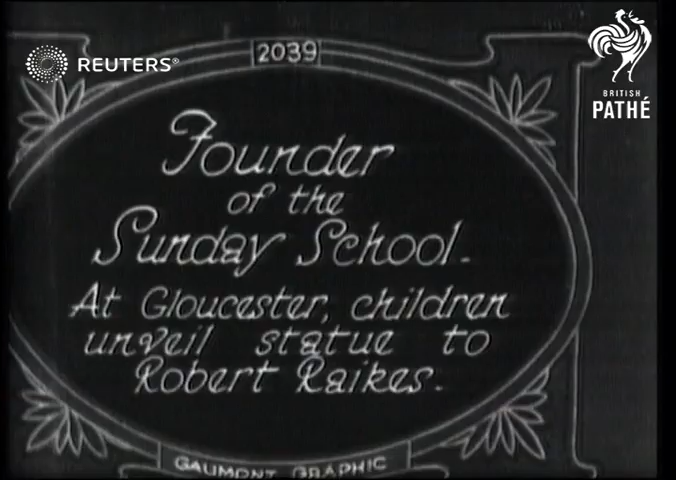 2039
REUTERS®
BRITISH
PATHÉ
Founder
of the
Sunday School.
At Gloucester, children
unveil statue to
Robert Raikes.
GAUMONT GRAPHIC